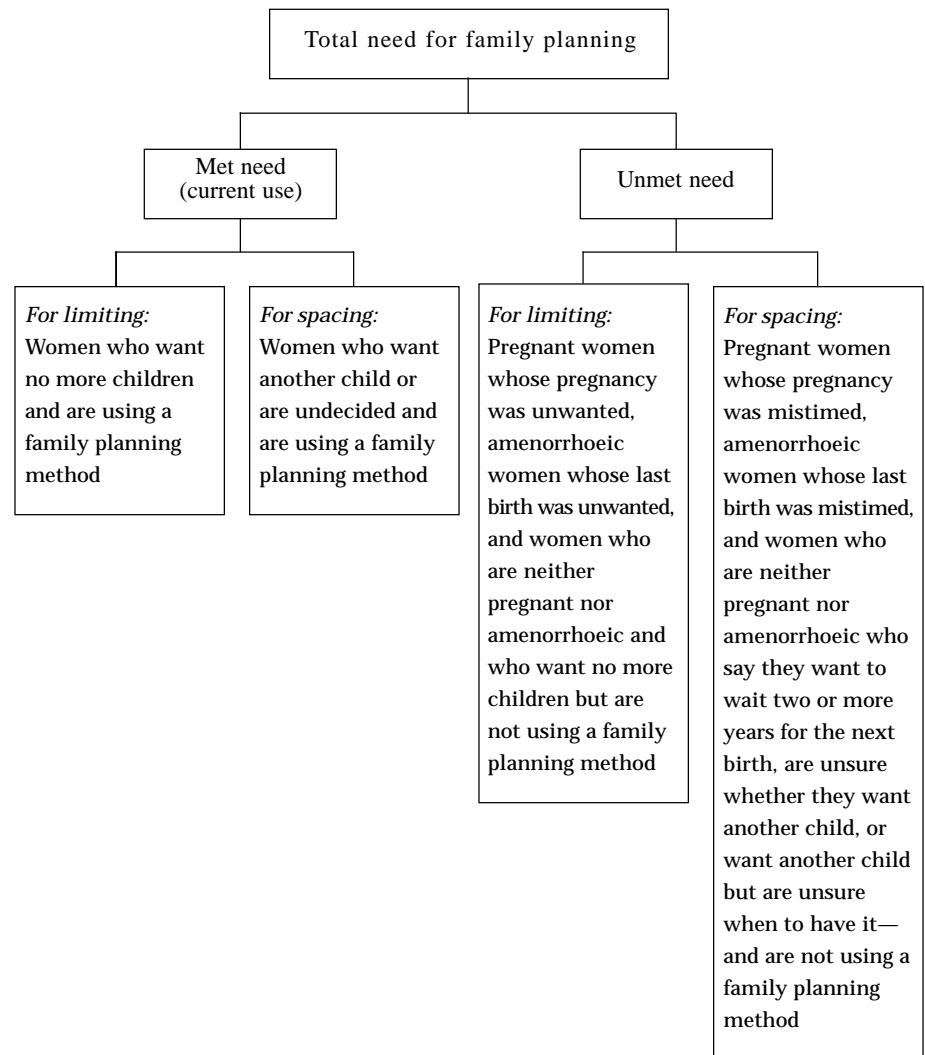 Total need for family planning
Met need
(current use)
Unmet need
For limiting:
Women who want
no more children
and are using a
family planning
method
For spacing:
Women who want
another child or
are undecided and
are using a family
planning method
For limiting:
Pregnant women
whose pregnancy
was unwanted,
amenorrhoeic
women whose last
birth was unwanted,
and women who
are neither
pregnant nor
amenorrhoeic and
who want no more
children but are
not using a family
planning method
For spacing:
Pregnant women
whose pregnancy
was mistimed,
amenorrhoeic
women whose last
birth was mistimed,
and women who
are neither
pregnant nor
amenorrhoeic who
say they want to
wait two or more
years for the next
birth, are unsure
whether they want
another child, or
want another child
but are unsure
when to have it—
and are not using a
family planning
method